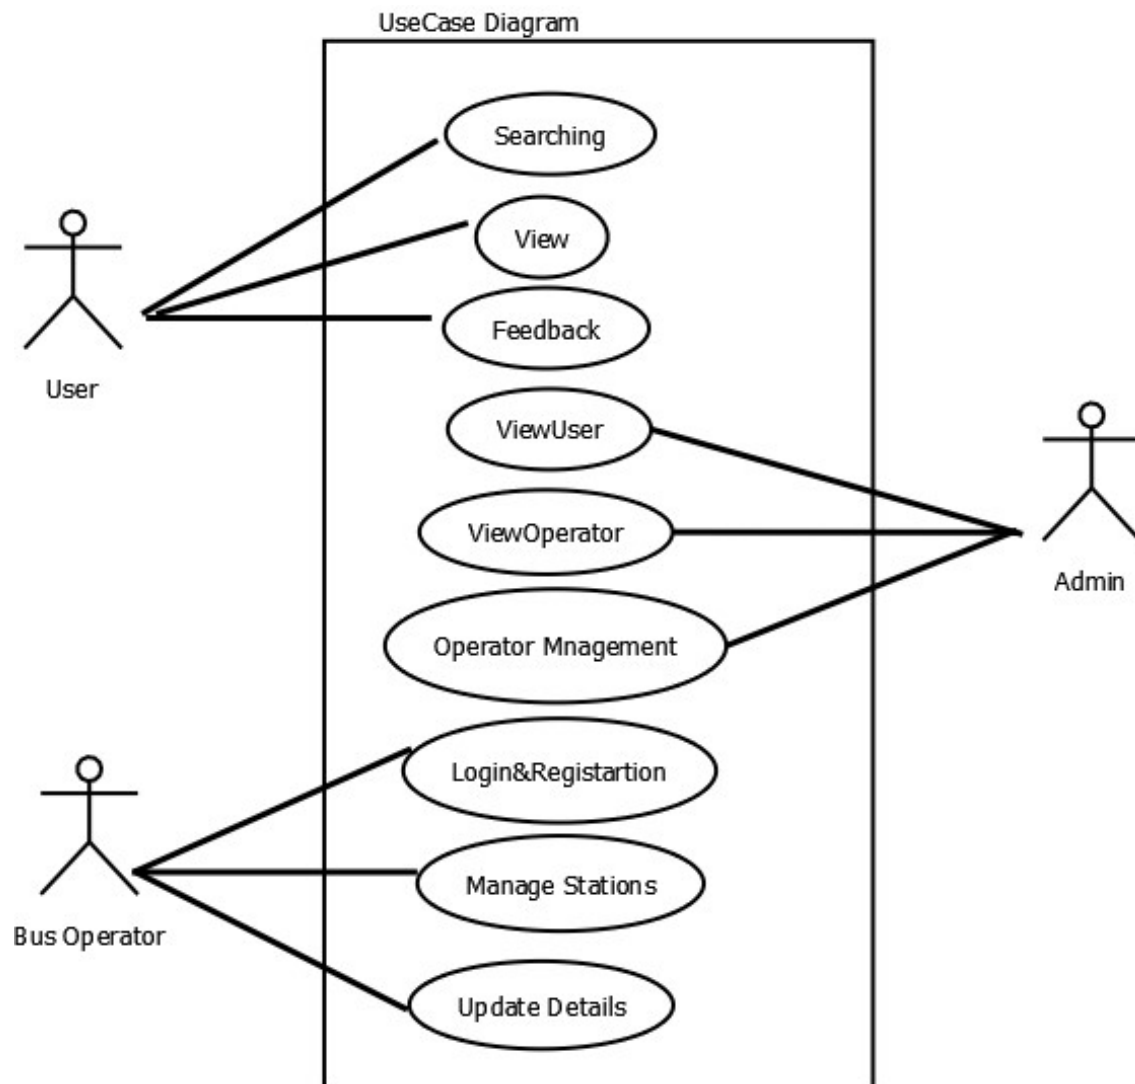 UseCase Diagram
Searching
View
Feedback
User
ViewUser
ViewOperator
Admin
Operator Mnagement
Login&Registartion
Manage Stations
Bus Operator
Update Details